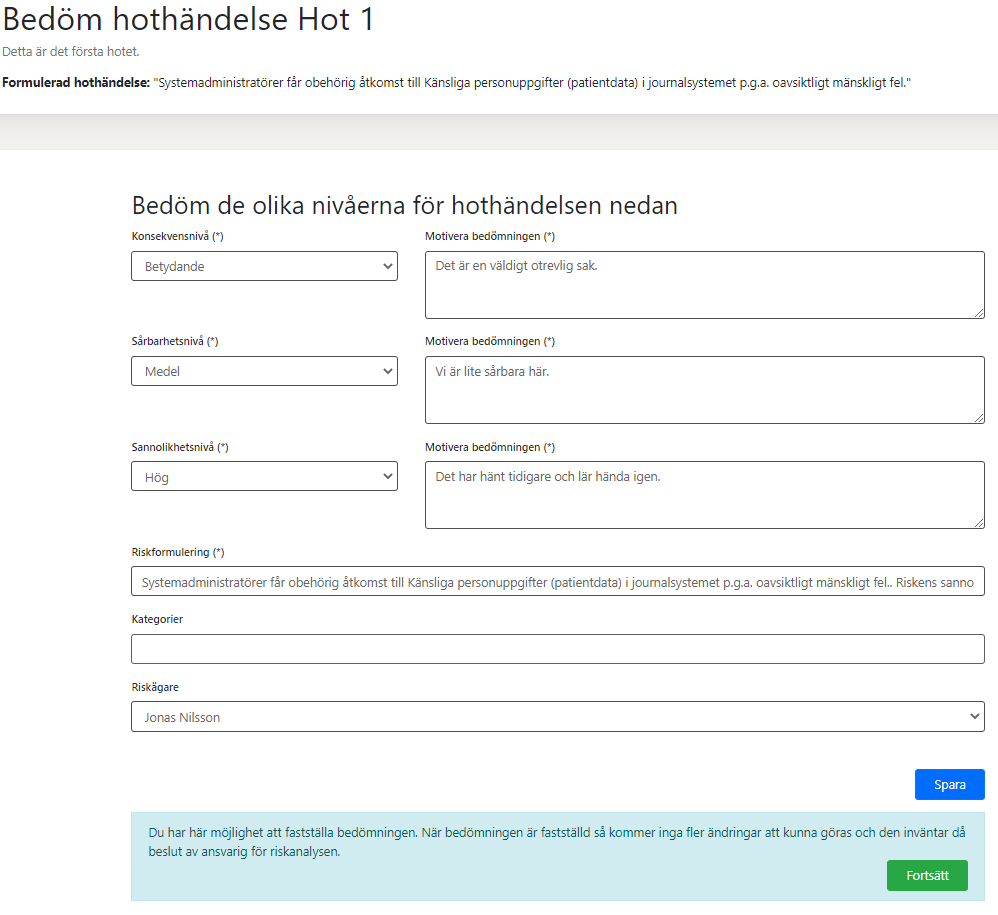 Bedöm hothändelse Hot 1
Detta är det första hotet.
Formulerad hothändelse: "Systemadministratörer får obehörig åtkomst till Känsliga personuppgifter (patientdata) i journalsystemet p.g.a. oavsiktligt mänskligt fel."
Bedöm de olika nivåerna för hothändelsen nedan
Konsekvensnivå (*)
Motivera bedömningen (*)
Betydande
Det är en väldigt otrevlig sak.
Sårbarhetsnivå (*)
Motivera bedömningen (*)
Medel
Vi är lite sårbara här.
Sannolikhetsnivå (*)
Motivera bedömningen (*)
Hög
Det har hänt tidigare och lär hända igen.
Riskformulering (*)
Systemadministratörer får obehörig åtkomst till Känsliga personuppgifter (patientdata) i journalsystemet p.g.a. oavsiktligt mänskligt fel.. Riskens sanno
Kategorier
Riskägare
Jonas Nilsson
Spara
Du har här möjlighet att fastställa bedömningen. När bedömningen är fastställd så kommer inga fler ändringar att kunna göras och den inväntar då
beslut av ansvarig för riskanalysen.
Fortsätt